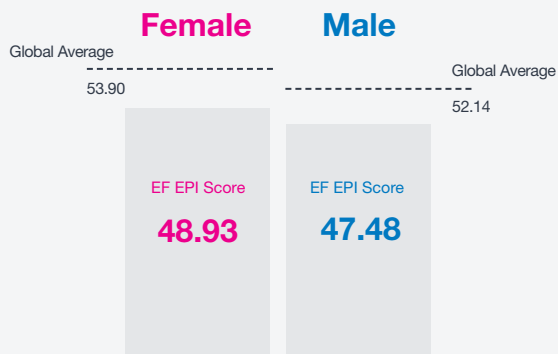 Female
Male
Global Average
53.90
Global Average
52.14
EF EPI Score
48.93
EF EPI Score
47.48